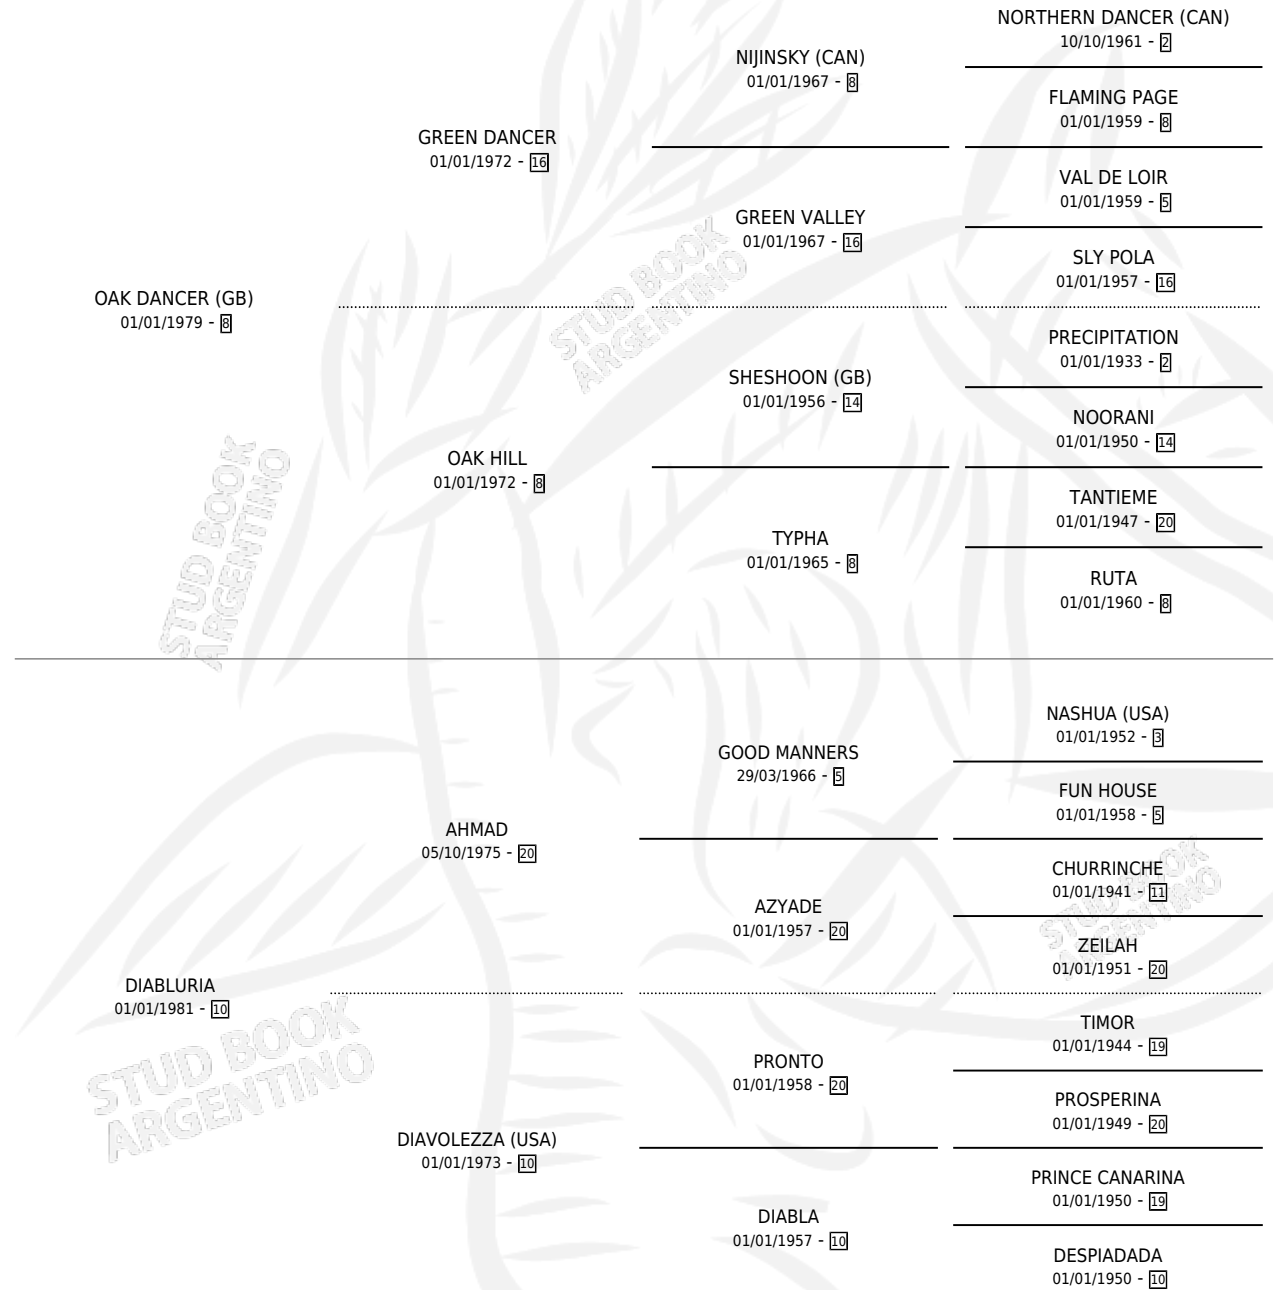 NORTHERN DANCER (CAN)
10/10/1961 - 2
NIJINSKY (CAN)
01/01/1967 - 8
FLAMING PAGE
01/01/1959 - 8
GREEN DANCER
01/01/1972 - 16
VAL DE LOIR
01/01/1959 - 5
GREEN VALLEY
01/01/1967 - 16
SLY POLA
01/01/1957 - 16
OAK DANCER (GB)
01/01/1979 - 8
PRECIPITATION
01/01/1933 - 2
SHESHOON (GB)
01/01/1956 - 14
NOORANI
01/01/1950 - 14
OAK HILL
01/01/1972 - 8
TANTIEME
01/01/1947 - 20
TYPHA
01/01/1965 - 8
RUTA
01/01/1960 - 8
NASHUA (USA)
01/01/1952 - 3
GOOD MANNERS
29/03/1966 - 5
FUN HOUSE
01/01/1958 - 5
AHMAD
05/10/1975 - 20
CHURRINCHE
01/01/1941 - 11
AZYADE
01/01/1957 - 20
ZEILAH
01/01/1951 - 20
DIABLURIA
01/01/1981 - 10
TIMOR
01/01/1944 - 19
PRONTO
01/01/1958 - 20
PROSPERINA
01/01/1949 - 20
DIAVOLEZZA (USA)
01/01/1973 - 10
PRINCE CANARINA
01/01/1950 - 19
DIABLA
01/01/1957 - 10
DESPIADADA
01/01/1950 - 10
STUD BOOK
ARGENTINO
STUD BOOK
ARGENTINO
STUD BOOK
ARGENTINO
STUD BOOK
ARGENTINO